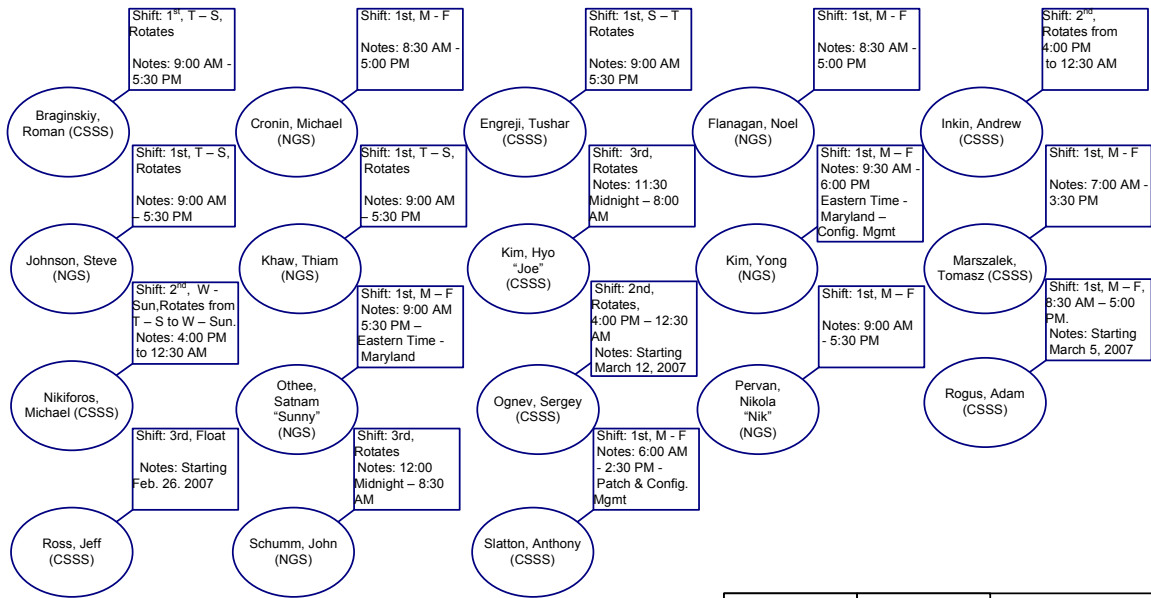 Shift: 1st, T – S,
Rotates
Notes: 9:00 AM -
5:30 PM
Braginskiy,
Roman (CSSS)
Shift: 1st, M - F
Notes: 8:30 AM -
5:00 PM
Cronin, Michael
(NGS)
Shift: 1st, S – T
Rotates
Notes: 9:00 AM
5:30 PM
Engreji, Tushar
(CSSS)
Shift: 1st, M - F
Notes: 8:30 AM -
5:00 PM
Flanagan, Noel
(NGS)
Shift: 2nd,
Rotates from
4:00 PM
to 12:30 AM
Inkin, Andrew
(CSSS)
Shift: 1st, T – S,
Rotates
Notes: 9:00 AM
– 5:30 PM
Johnson, Steve
(NGS)
Shift: 1st, T – S,
Rotates
Notes: 9:00 AM
– 5:30 PM
Khaw, Thiam
(NGS)
Shift: 3rd,
Rotates
Notes: 11:30
Midnight – 8:00
AM
Kim, Hyo
“Joe”
(CSSS)
Shift: 1st, M – F
Notes: 9:30 AM -
6:00 PM
Eastern Time -
Maryland –
Config. Mgmt
Kim, Yong
(NGS)
Shift: 1st, M - F
Notes: 7:00 AM -
3:30 PM
Marszalek,
Tomasz (CSSS)
Shift: 2nd, W -
Sun,Rotates from
T – S to W – Sun.
Notes: 4:00 PM
to 12:30 AM
Nikiforos,
Michael (CSSS)
Shift: 1st, M – F
Notes: 9:00 AM
5:30 PM –
Eastern Time -
Maryland
Othee,
Satnam
“Sunny”
(NGS)
Shift: 2nd,
Rotates,
4:00 PM – 12:30
AM
Notes: Starting
March 12, 2007
Ognev, Sergey
(CSSS)
Shift: 1st, M – F
Notes: 9:00 AM
- 5:30 PM
Pervan,
Nikola
“Nik”
(NGS)
Shift: 1st, M – F,
8:30 AM – 5:00
PM.
Notes: Starting
March 5, 2007
Rogus, Adam
(CSSS)
Shift: 3rd, Float
Notes: Starting
Feb. 26. 2007
Ross, Jeff
(CSSS)
Shift: 3rd,
Rotates
Notes: 12:00
Midnight – 8:30
AM
Schumm, John
(NGS)
Shift: 1st, M - F
Notes: 6:00 AM
- 2:30 PM -
Patch & Config.
Mgmt
Slatton, Anthony
(CSSS)